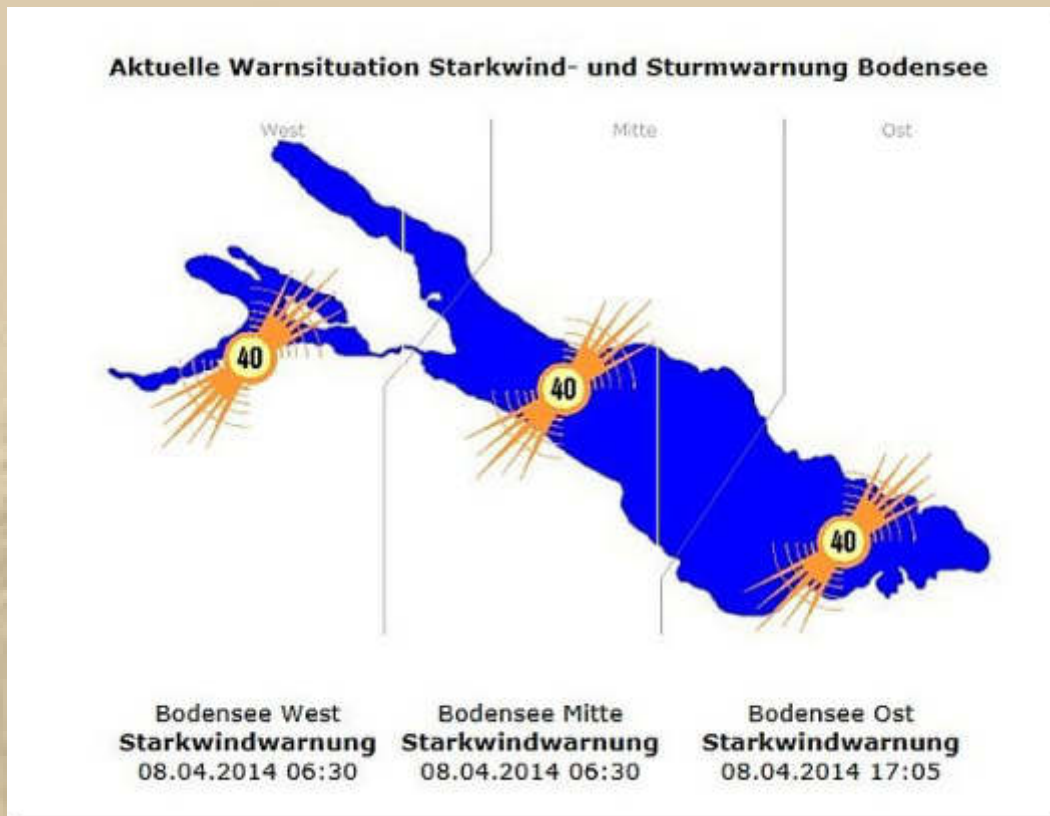 Aktuelle Warnsituation Starkwind- und Sturmwarnung Bodensee
West
Mitte
Ost
40
40
40
Bodensee West
Starkwindwarnung
08.04.2014 06:30
Bodensee Mitte
Starkwindwarnung
08.04.2014 06:30
Bodensee Ost
Starkwindwarnung
08.04.2014 17:05